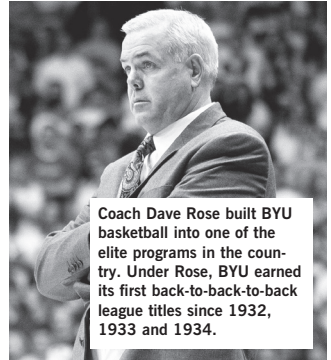 Coach Dave Rose built BYU
basketball into one of the
elite programs in the coun-
try. Under Rose, BYU earned
its first back-to-back-to-back
league titles since 1932,
1933 and 1934.